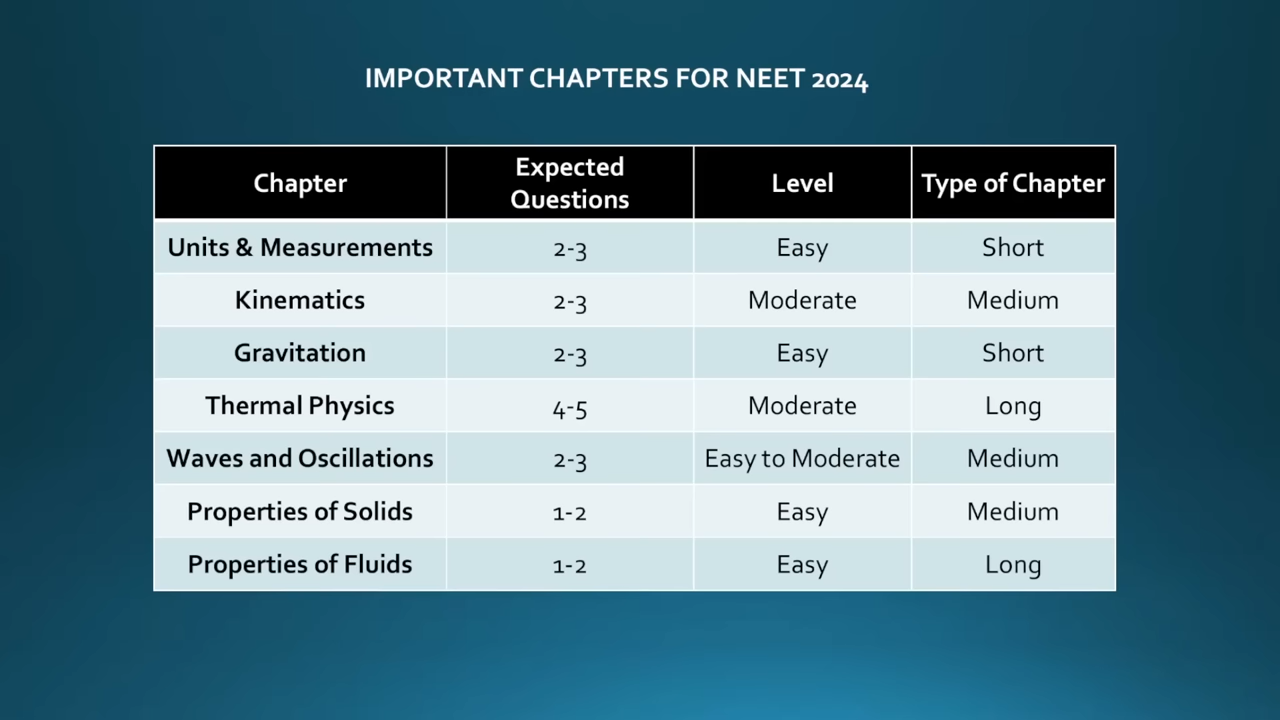 IMPORTANT CHAPTERS FOR NEET 2024
Chapter Expected Questions Level Type of Chapter
Units & Measurements 2-3 Easy Short
Kinematics 2-3 Moderate Medium
Gravitation 2-3 Easy Short
Thermal Physics 4-5 Moderate Long
Waves and Oscillations 2-3 Easy to Moderate Medium
Properties of Solids 1-2 Easy Medium
Properties of Fluids 1-2 Easy Long